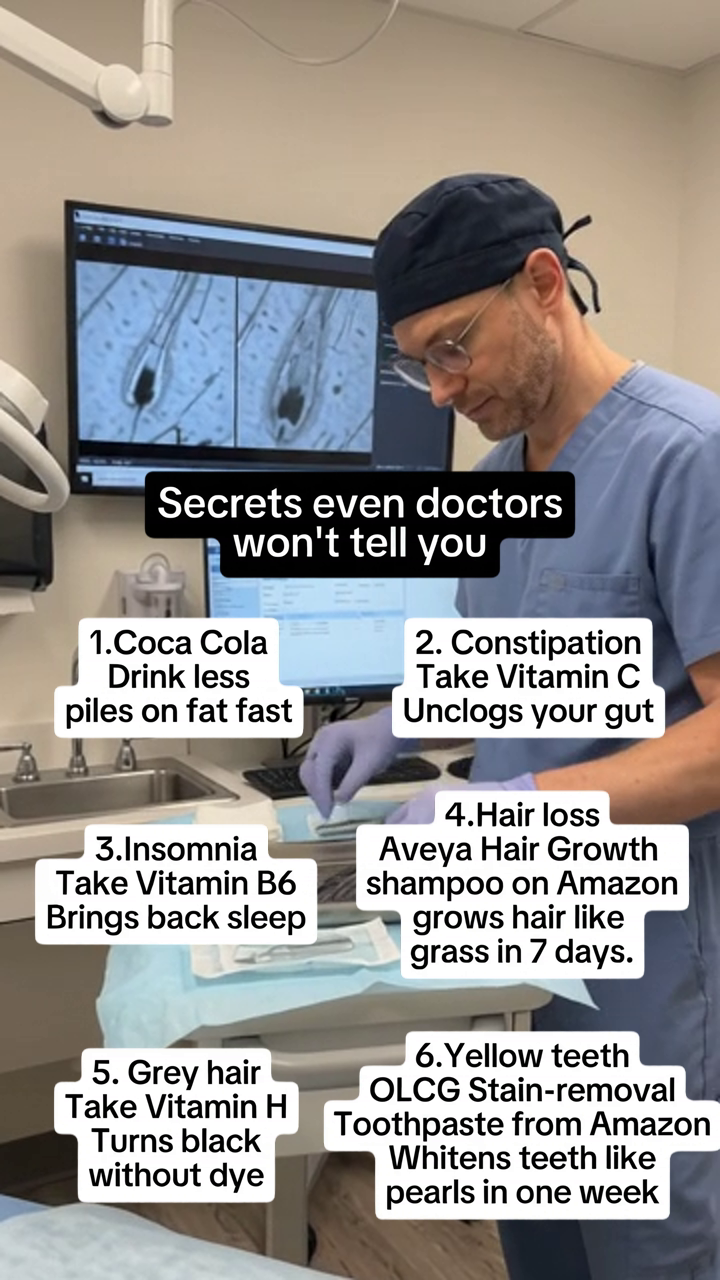 Secrets even doctors
won't tell you
1.Coca Cola
Drink less
piles on fat fast
2. Constipation
Take Vitamin C
Unclogs your gut
3.Insomnia
Take Vitamin B6
Brings back sleep
4.Hair loss
Aveya Hair Growth
shampoo on Amazon
grows hair like
grass in 7 days.
5. Grey hair
Take Vitamin H
Turns black
without dye
6.Yellow teeth
OLCG Stain-removal
Toothpaste from Amazon
Whitens teeth like
pearls in one week